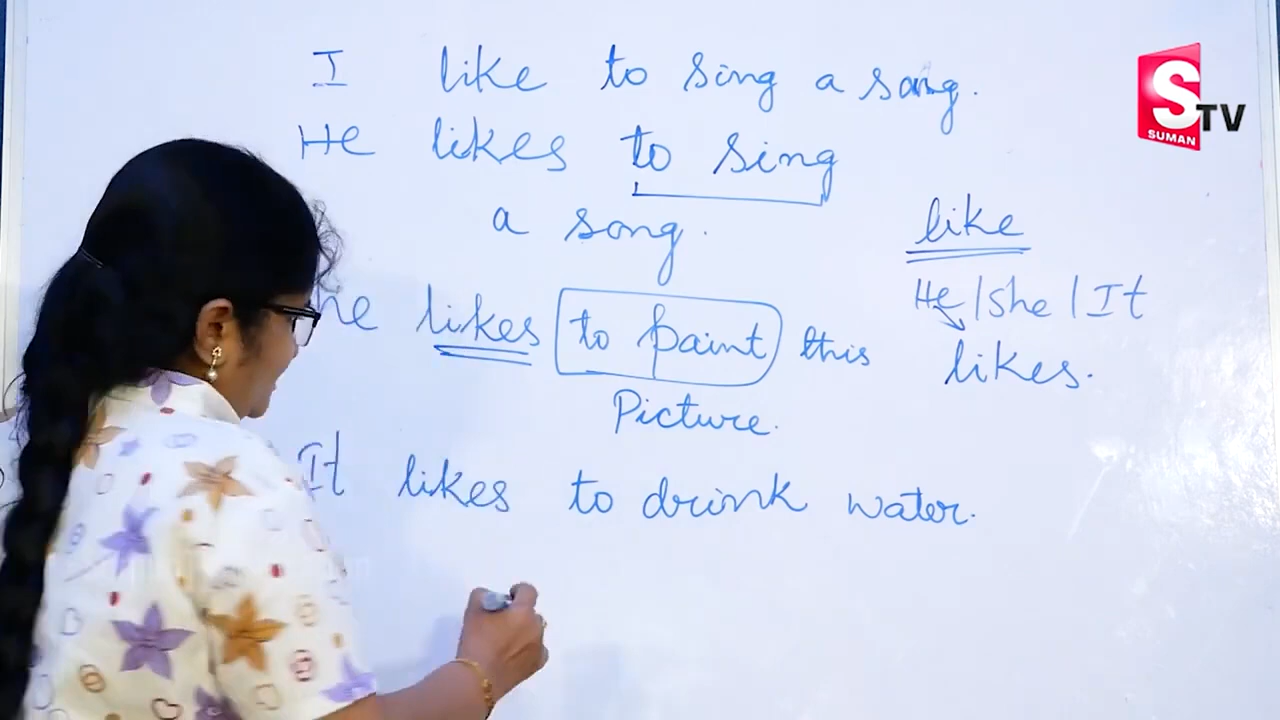 I like to sing a song.
He likes to sing
a song.
he likes to paint this
Picture.
It likes to drink water.
like
He/She/It
likes.
S TV
SUMAN